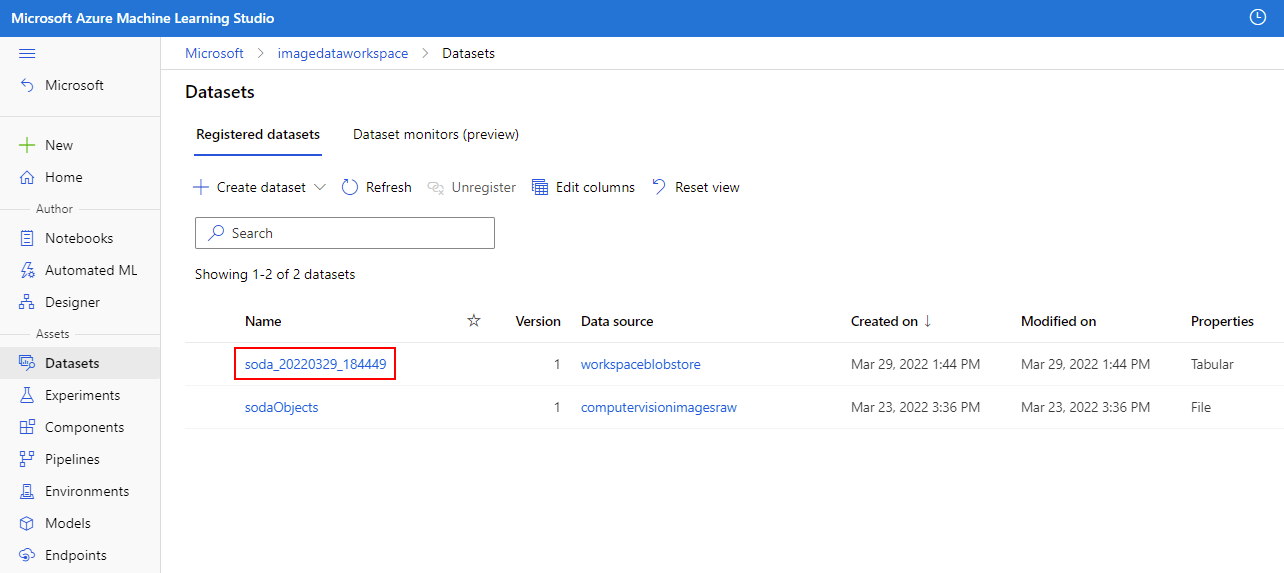 Microsoft Azure Machine Learning Studio
Microsoft
New
Home
Author
Notebooks
Automated ML
Designer
Assets
Datasets
Experiments
Components
Pipelines
Environments
Models
Endpoints
Microsoft > imagedataworkspace > Datasets
Datasets
Registered datasets Dataset monitors (preview)
Create dataset Refresh Unregister Edit columns Reset view
Search
Showing 1-2 of 2 datasets
Name Version Data source Created on ↓ Modified on Properties
soda_20220329_184449 1 workspaceblobstore Mar 29, 2022 1:44 PM Mar 29, 2022 1:44 PM Tabular
sodaObjects 1 computervisionimagesraw Mar 23, 2022 3:36 PM Mar 23, 2022 3:36 PM File